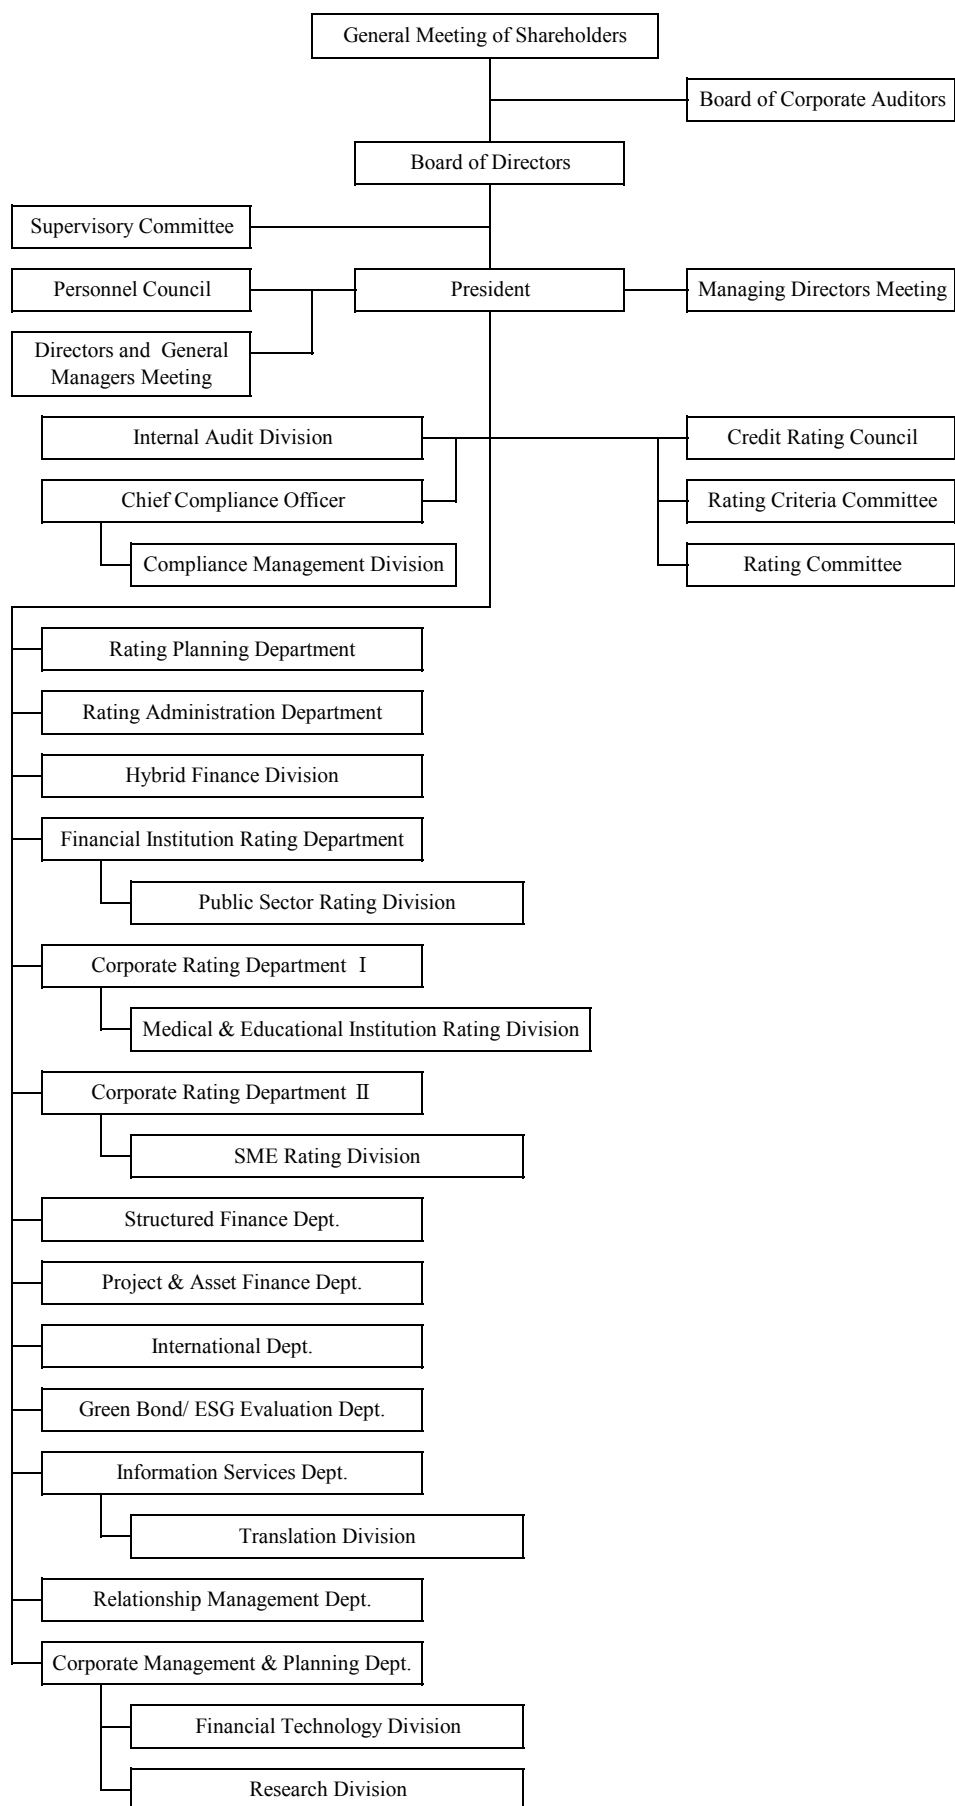 General Meeting of Shareholders
Board of Corporate Auditors
Board of Directors
Supervisory Committee
Personnel Council
President
Managing Directors Meeting
Directors and General
Managers Meeting
Internal Audit Division
Credit Rating Council
Chief Compliance Officer
Rating Criteria Committee
Compliance Management Division
Rating Committee
Rating Planning Department
Rating Administration Department
Hybrid Finance Division
Financial Institution Rating Department
Public Sector Rating Division
Corporate Rating Department Ⅰ
Medical & Educational Institution Rating Division
Corporate Rating Department Ⅱ
SME Rating Division
Structured Finance Dept.
Project & Asset Finance Dept.
International Dept.
Green Bond/ ESG Evaluation Dept.
Information Services Dept.
Translation Division
Relationship Management Dept.
Corporate Management & Planning Dept.
Financial Technology Division
Research Division